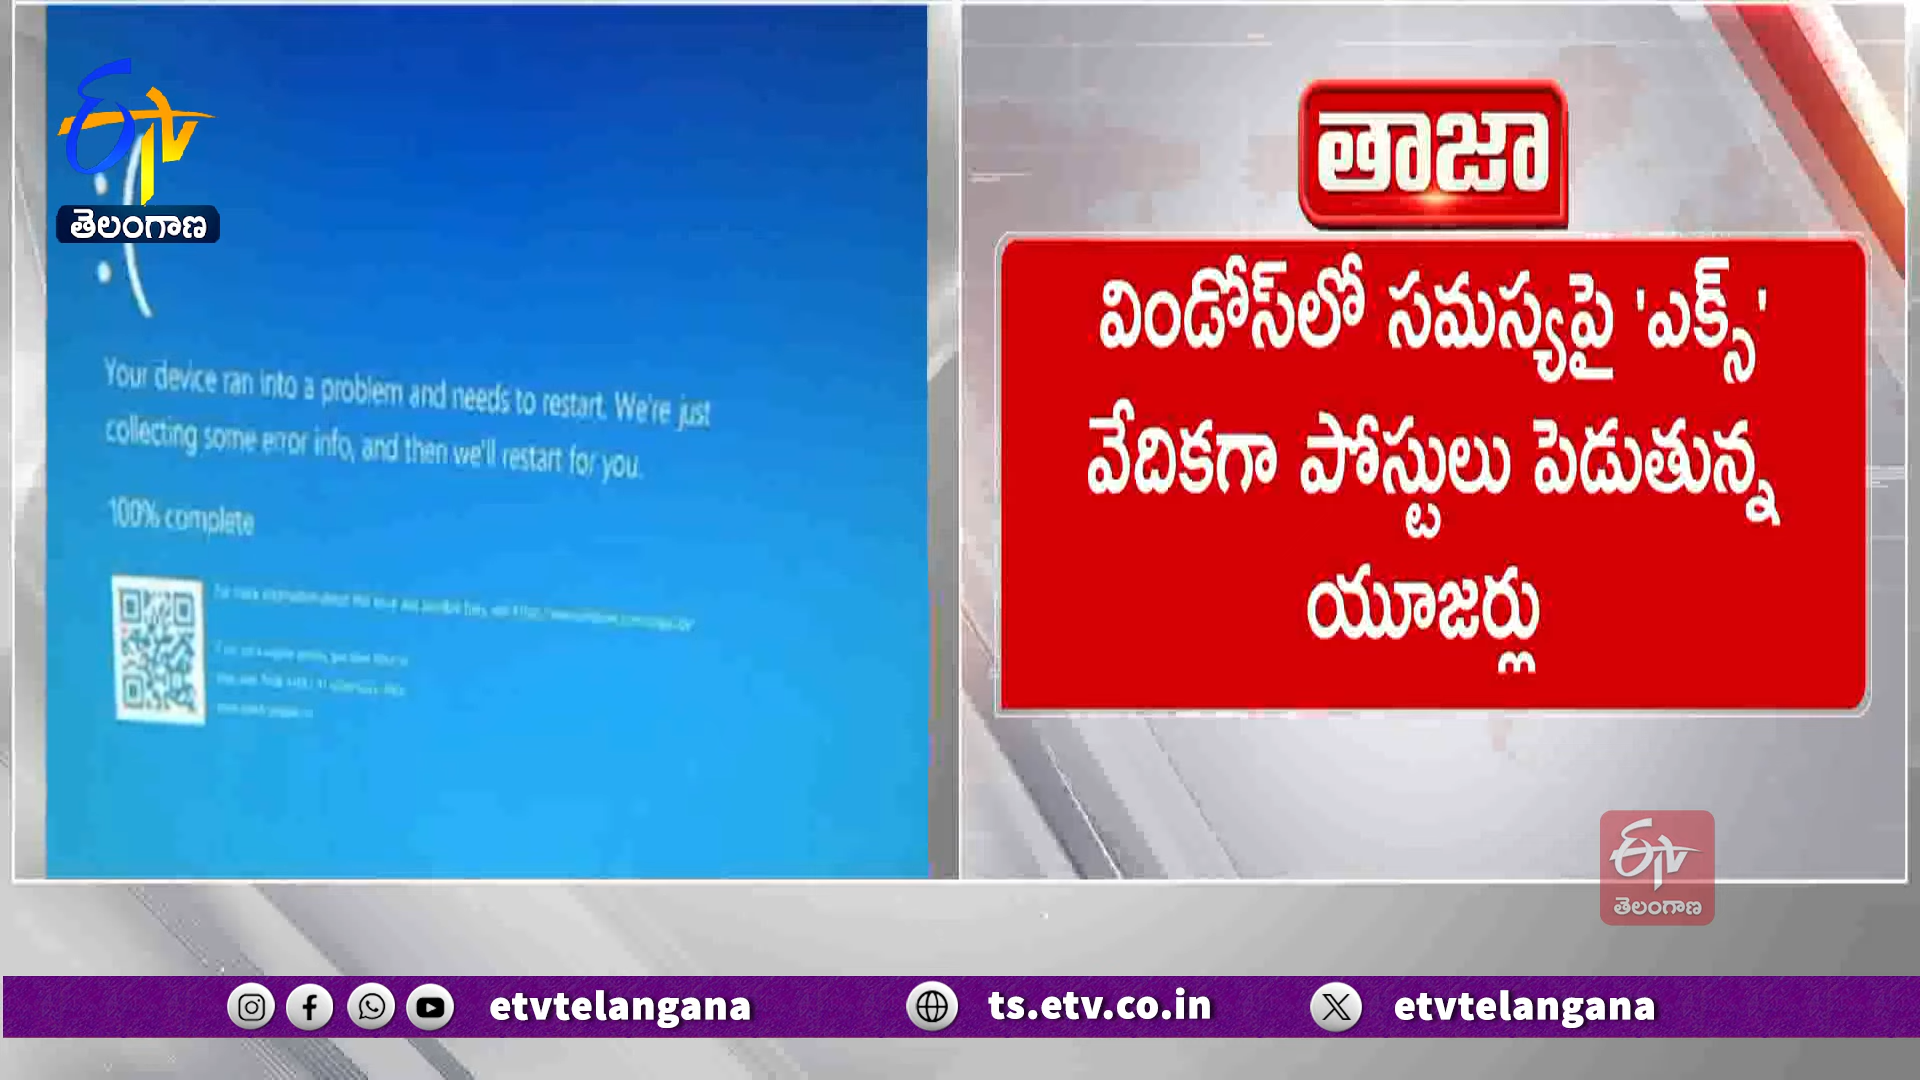 ETV
తెలంగాణ
:(
Your device ran into a problem and needs to restart. We're just
collecting some error info, and then we'll restart for you.
100% complete
తాజా
విండోస్‌లో సమస్యపై 'ఎక్స్'
వేదికగా పోస్టులు పెడుతున్న
యూజర్లు
ETV
తెలంగాణ
etvtelangana
ts.etv.co.in
etvtelangana